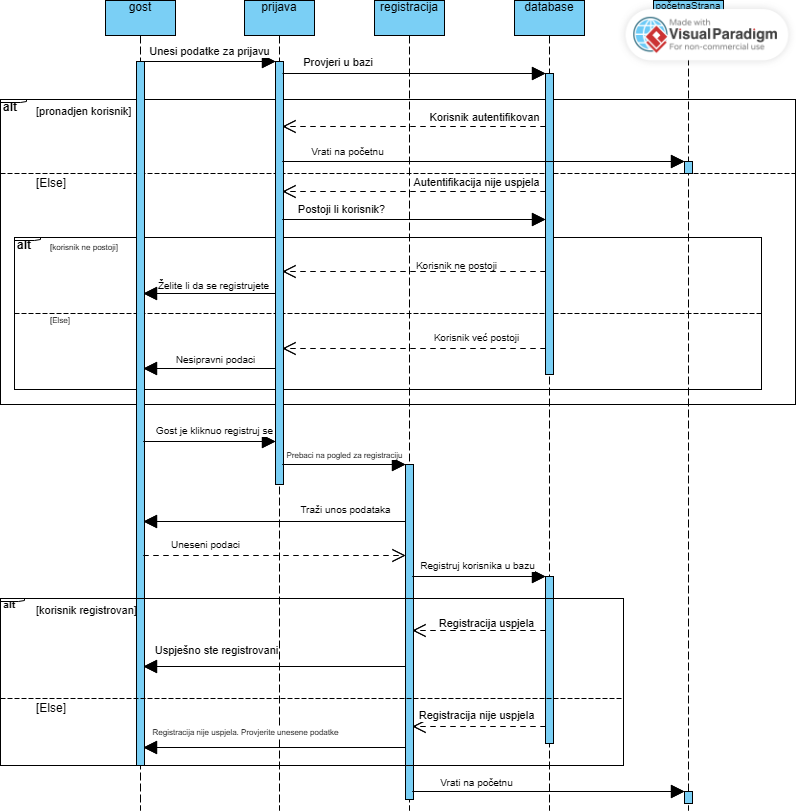 gost
prijava
registracija
database
početnaStrana
Made with
VisualParadigm
For non-commercial use
Unesi podatke za prijavu
Provjeri u bazi
alt
[pronadjen korisnik]
Korisnik autentifikovan
Vrati na početnu
[Else]
Autentifikacija nije uspjela
Postoji li korisnik?
alt
[korisnik ne postoji]
Korisnik ne postoji
Želite li da se registrujete
[Else]
Korisnik već postoji
Nesipravni podaci
Gost je kliknuo registruj se
Prebaci na pogled za registraciju
Traži unos podataka
Uneseni podaci
Registruj korisnika u bazu
alt
[korisnik registrovan]
Registracija uspjela
Uspješno ste registrovani
[Else]
Registracija nije uspjela
Registracija nije uspjela. Provjerite unesene podatke
Vrati na početnu